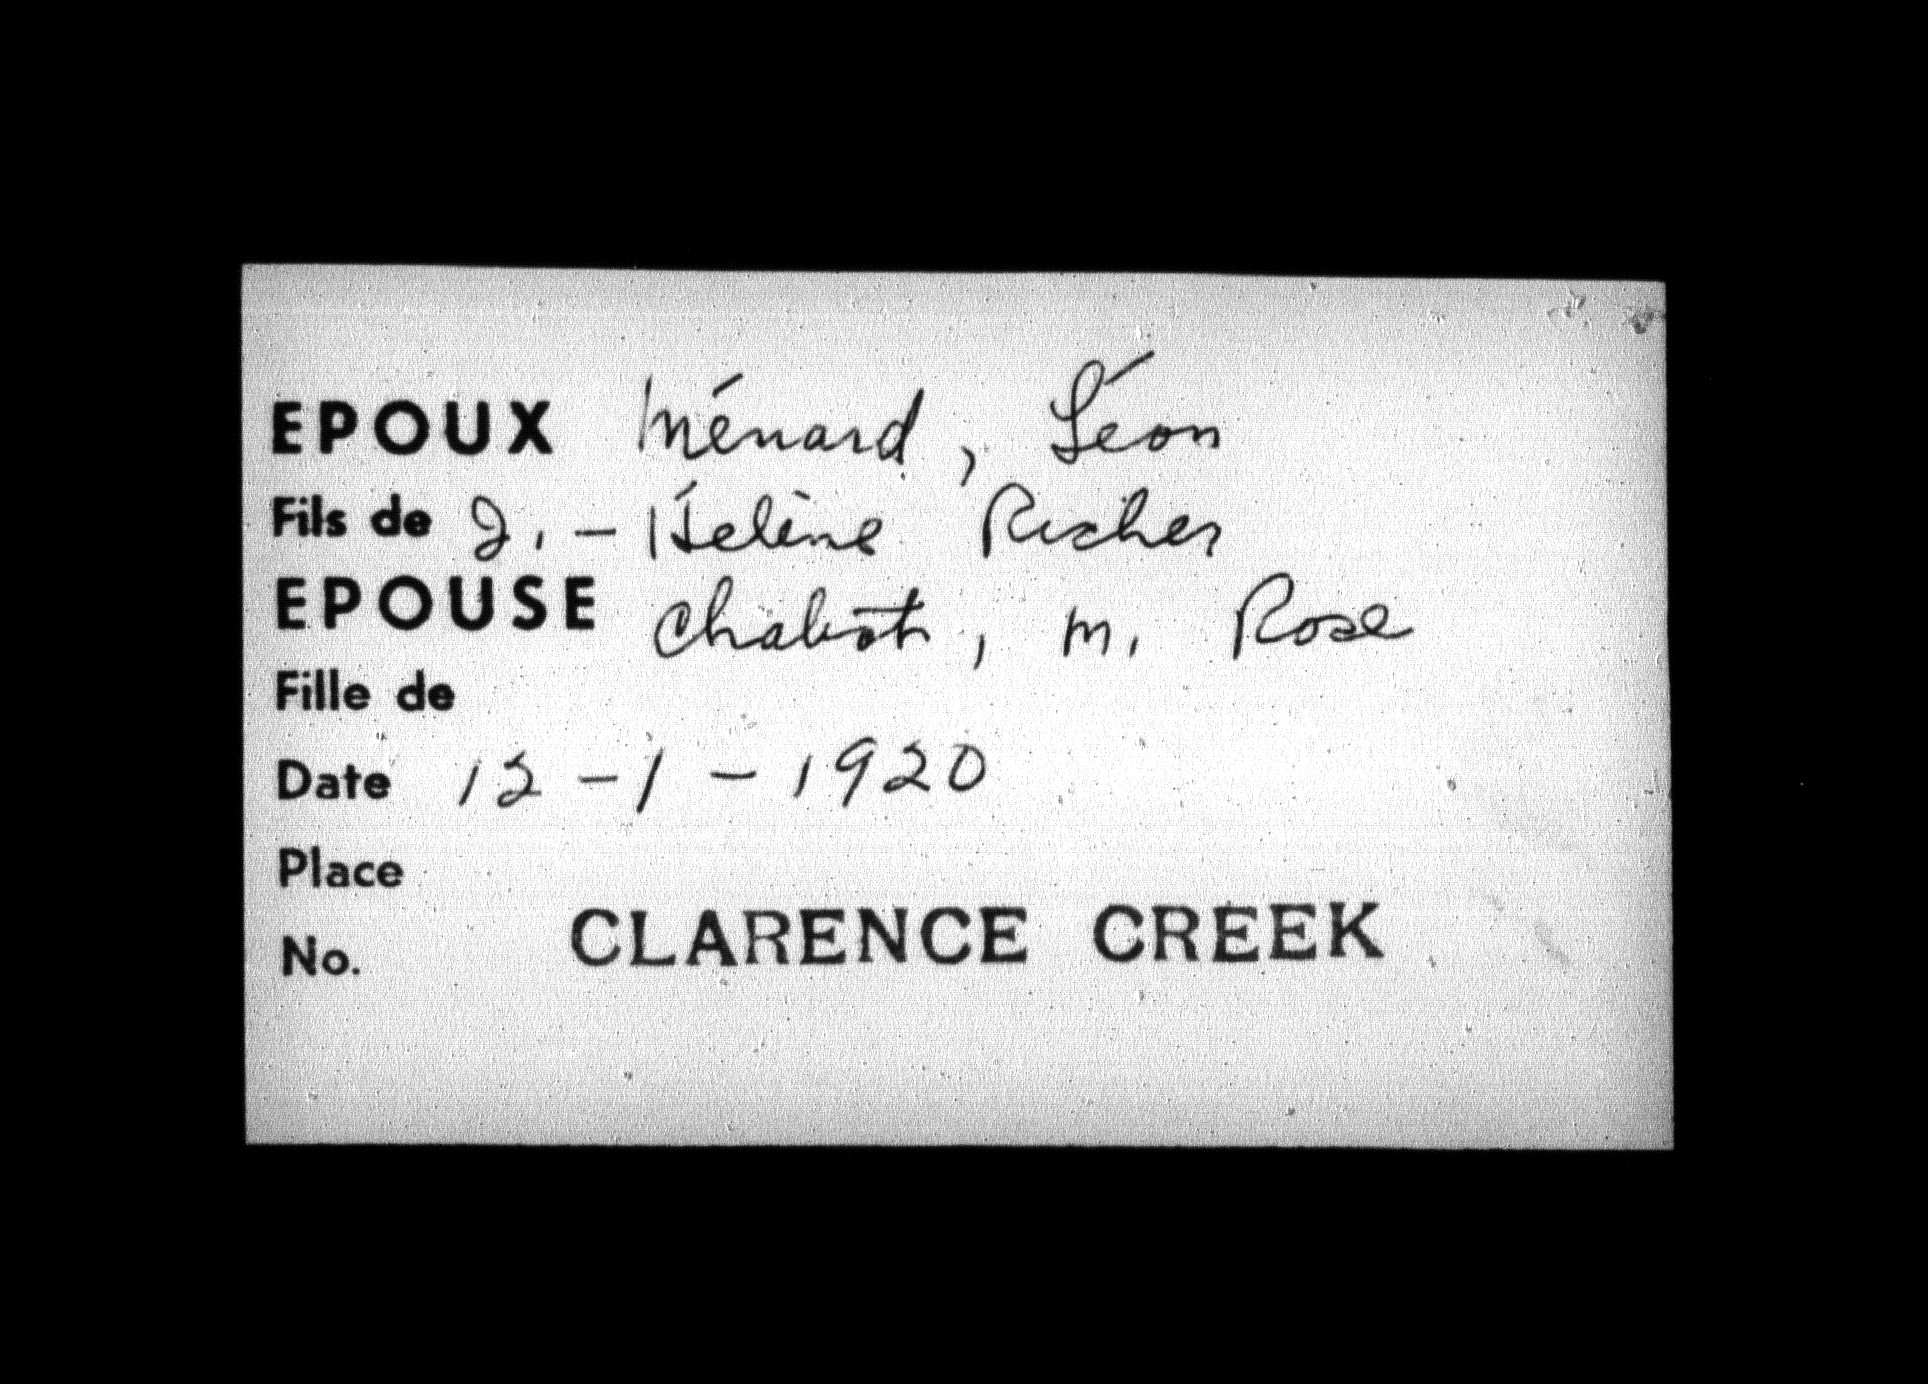 EPOUX Ménard, Léon
Fils de J. - Hélène Richer
EPOUSE Chabot, M. Rose
Fille de
Date 12 - 1 - 1920
Place
No. CLARENCE CREEK